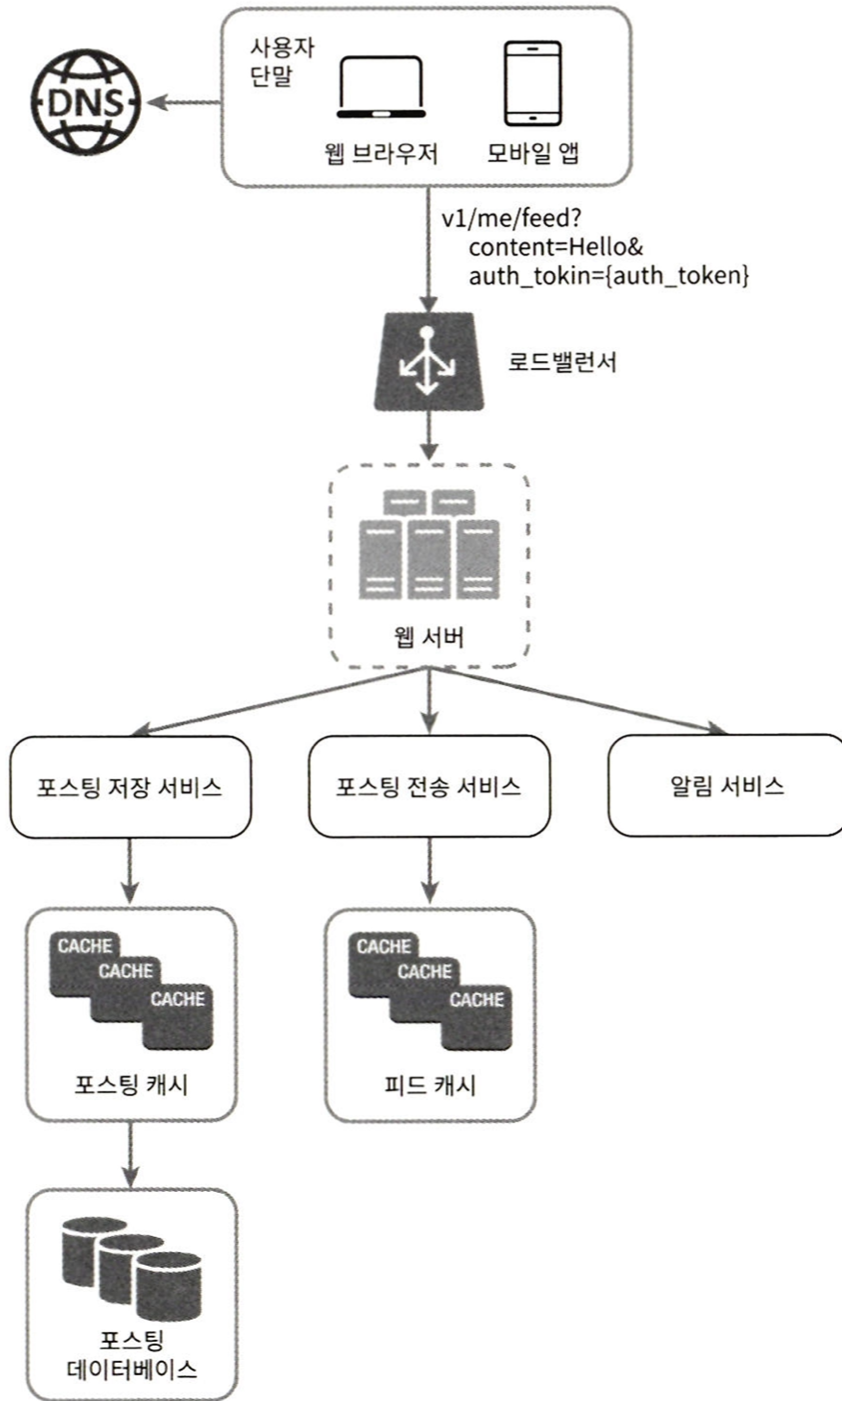 사용자
단말
DNS
웹 브라우저
모바일 앱
v1/me/feed?
content=Hello&
auth_tokin={auth_token}
로드밸런서
웹 서버
포스팅 저장 서비스
포스팅 전송 서비스
알림 서비스
CACHE
CACHE
CACHE
포스팅 캐시
CACHE
CACHE
CACHE
피드 캐시
포스팅
데이터베이스